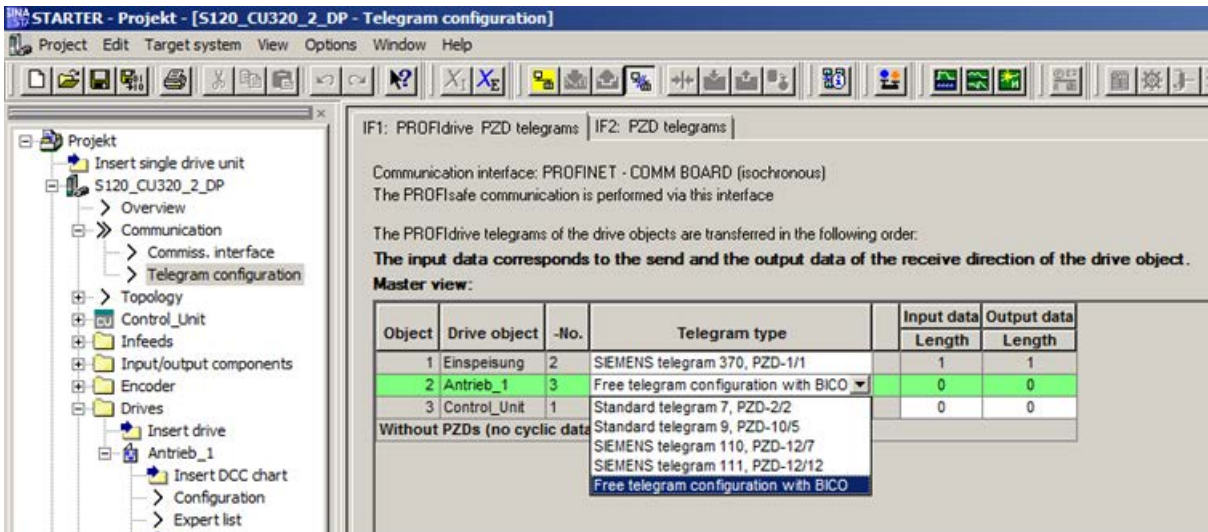 STARTER - Projekt - [S120_CU320_2_DP - Telegram configuration]
Project Edit Target system View Options Window Help
Projekt
Insert single drive unit
S120_CU320_2_DP
Overview
Communication
Commiss. interface
Telegram configuration
Topology
Control_Unit
Infeeds
Input/output components
Encoder
Drives
Insert drive
Antrieb_1
Insert DCC chart
Configuration
Expert list
IF1: PROFIdrive PZD telegrams IF2: PZD telegrams
Communication interface: PROFINET - COMM BOARD (isochronous)
The PROFIsafe communication is performed via this interface
The PROFIdrive telegrams of the drive objects are transferred in the following order:
The input data corresponds to the send and the output data of the receive direction of the drive object.
Master view:
Object Drive object -No. Telegram type Input data Output data
Length Length
1 Einspeisung 2 SIEMENS telegram 370, PZD-1/1 1 1
2 Antrieb_1 3 Free telegram configuration with BICO 0 0
3 Control_Unit 1 Standard telegram 7, PZD-2/2 0 0
Without PZDs (no cyclic data Standard telegram 9, PZD-10/5
SIEMENS telegram 110, PZD-12/7
SIEMENS telegram 111, PZD-12/12
Free telegram configuration with BICO